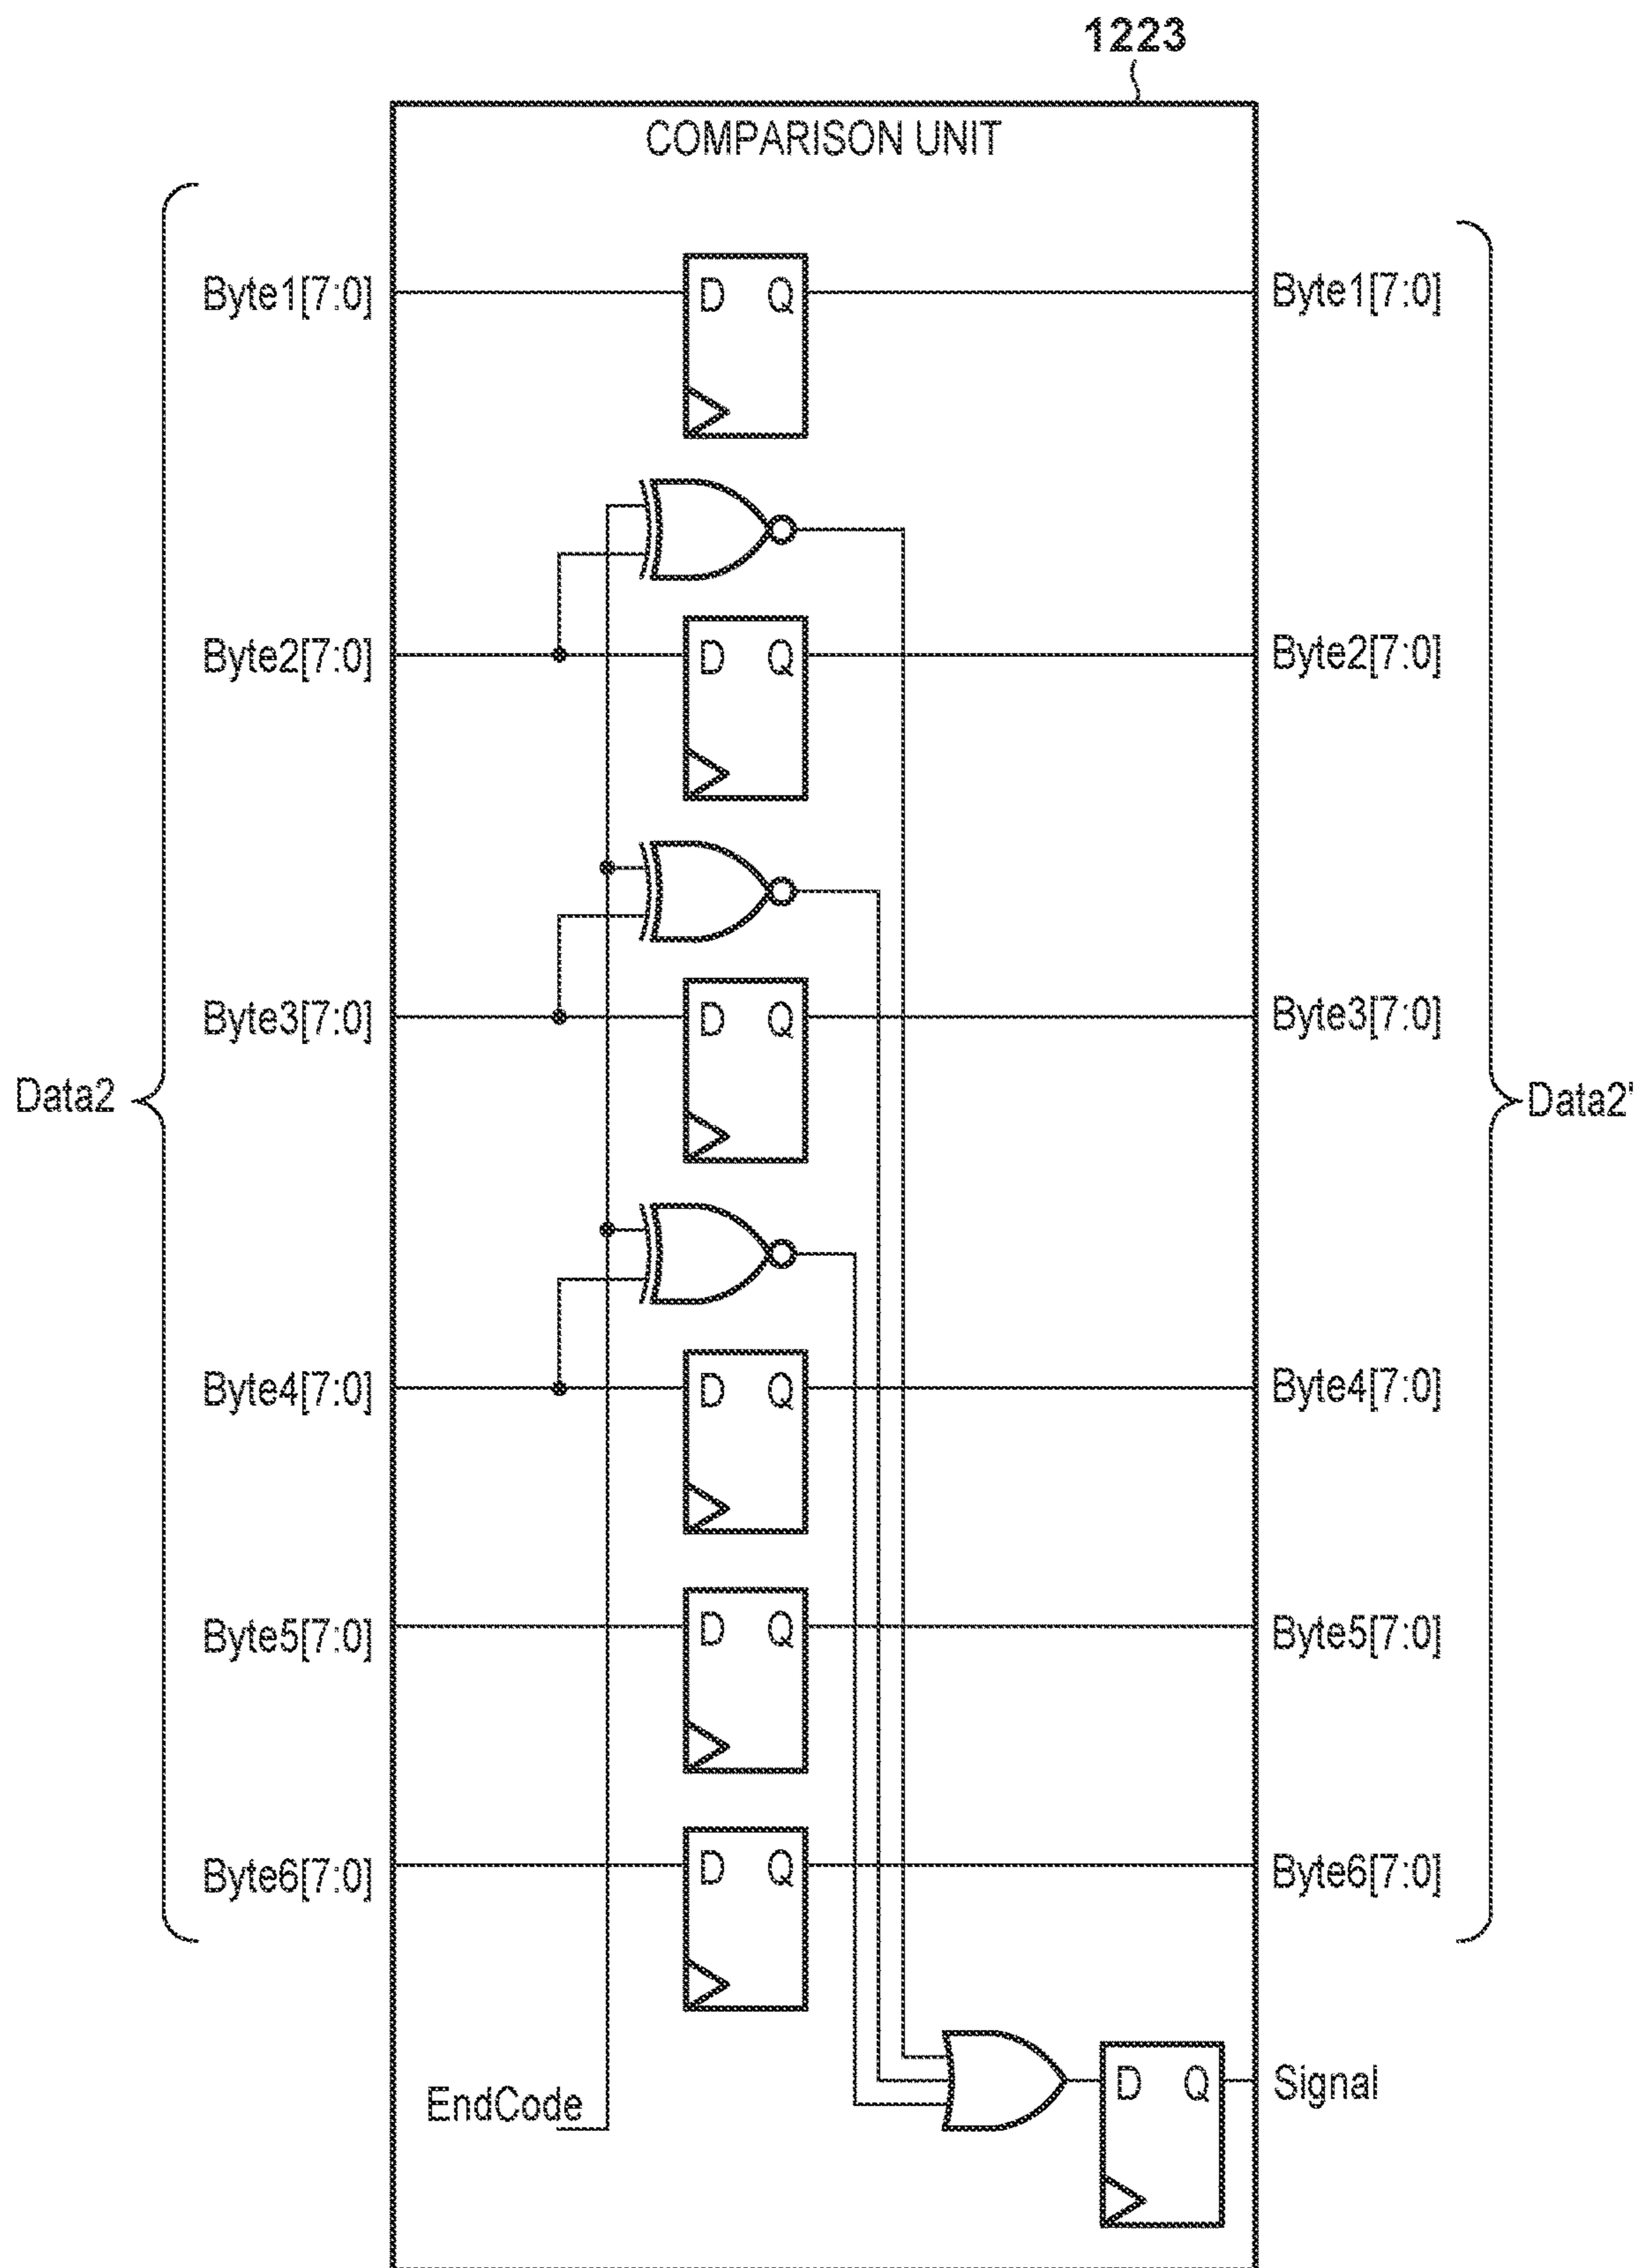 1223
COMPARISON UNIT
Byte1[7:0] D Q Byte1[7:0]
Byte2[7:0] D Q Byte2[7:0]
Byte3[7:0] D Q Byte3[7:0]
Data2 Data2'
Byte4[7:0] D Q Byte4[7:0]
Byte5[7:0] D Q Byte5[7:0]
Byte6[7:0] D Q Byte6[7:0]
EndCode D Q Signal